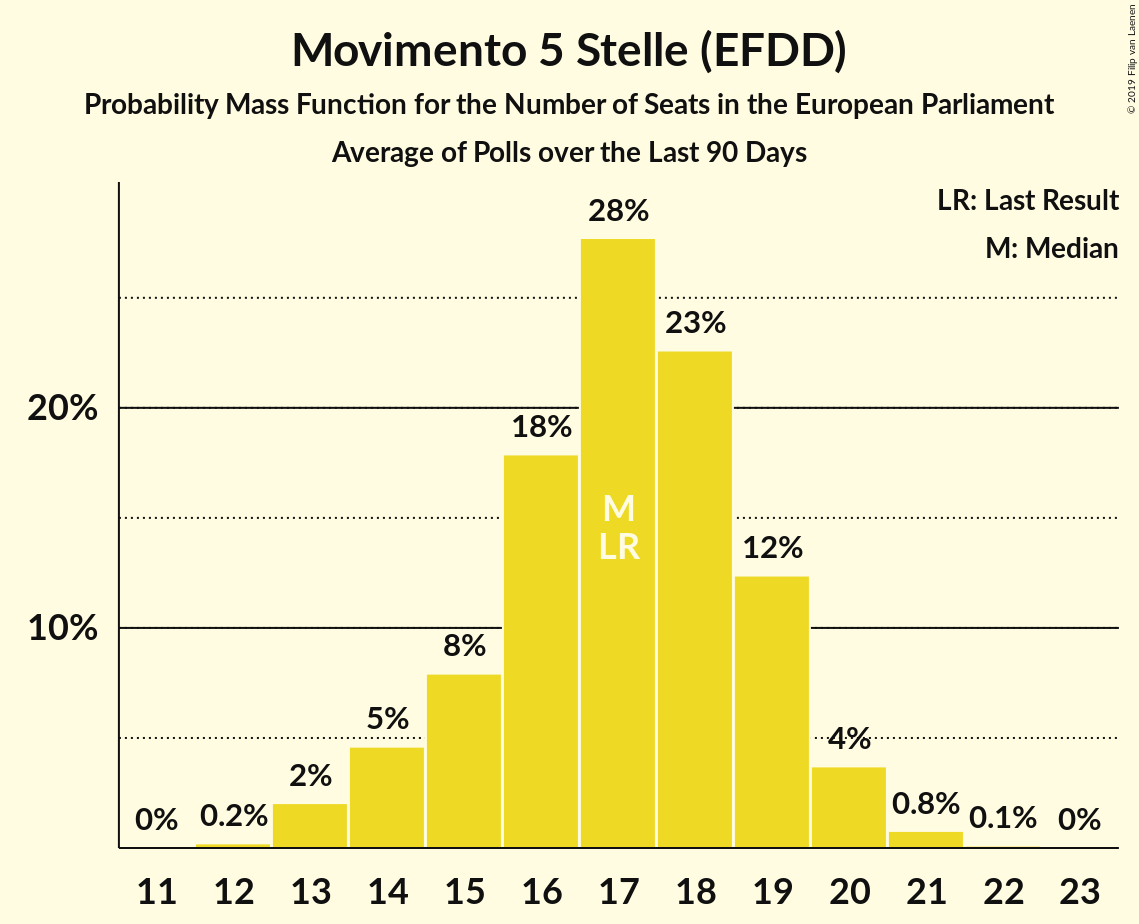 Movimento 5 Stelle (EFDD)
Probability Mass Function for the Number of Seats in the European Parliament
Average of Polls over the Last 90 Days
© 2019 Filip van Laenen
LR: Last Result
M: Median
28%
23%
20%
18%
M
LR
12%
10%
8%
5%
4%
2%
0% 0.2% 0.8% 0.1% 0%
11 12 13 14 15 16 17 18 19 20 21 22 23